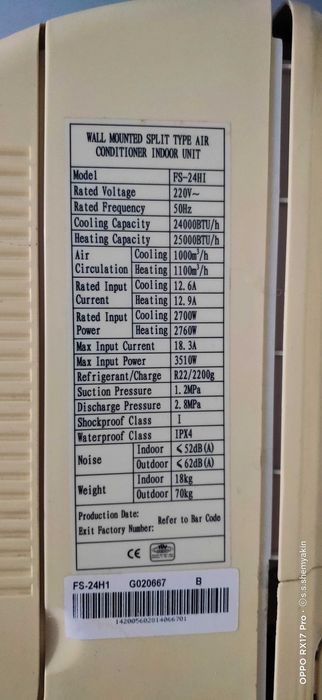 WALL MOUNTED SPLIT TYPE AIR
CONDITIONER INDOOR UNIT
Model FS-24HI
Rated Voltage 220V~
Rated Frequency 50Hz
Cooling Capacity 24000BTU/h
Heating Capacity 25000BTU/h
Air Circulation Cooling 1000m³/h
Heating 1100m³/h
Rated Input Current Cooling 12.6A
Heating 12.9A
Rated Input Power Cooling 2700W
Heating 2760W
Max Input Current 18.3A
Max Input Power 3510W
Refrigerant/Charge R22/2200g
Suction Pressure 1.2MPa
Discharge Pressure 2.8MPa
Shockproof Class I
Waterproof Class IPX4
Noise Indoor ≤52dB(A)
Outdoor ≤62dB(A)
Weight Indoor 18kg
Outdoor 70kg
Production Date:
Exit Factory Number: Refer to Bar Code
CE
FS-24H1 G020667 B
142005602814066701
OPPO RX17 Pro · ©s.s.shemyakin